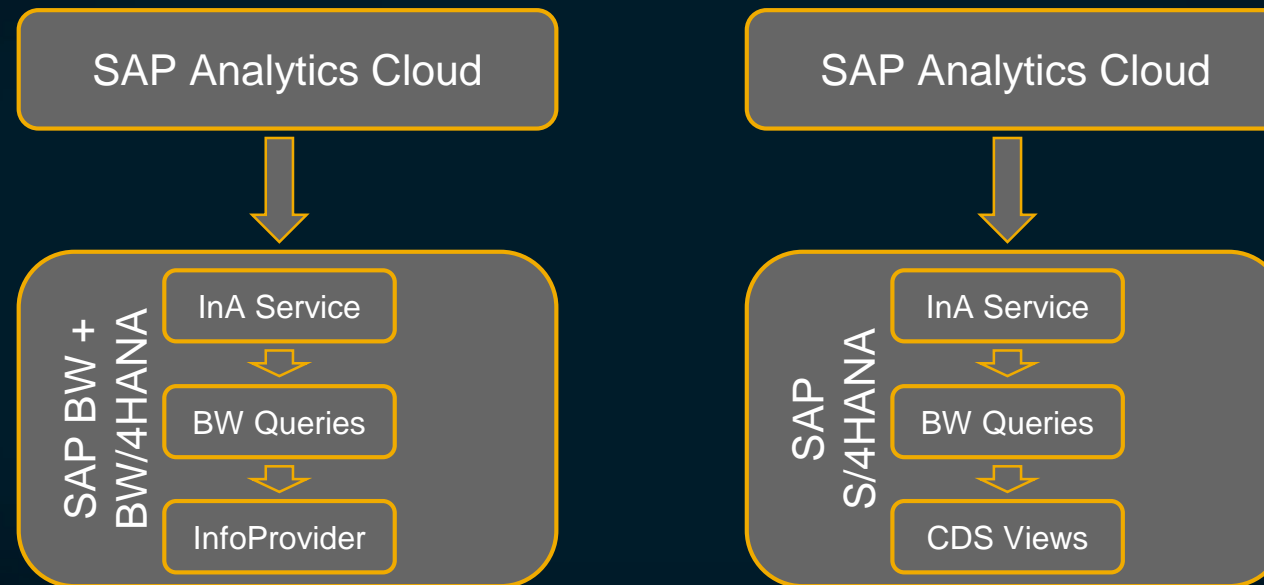 SAP Analytics Cloud
SAP BW +
BW/4HANA
InA Service
BW Queries
InfoProvider
SAP Analytics Cloud
SAP
S/4HANA
InA Service
BW Queries
CDS Views